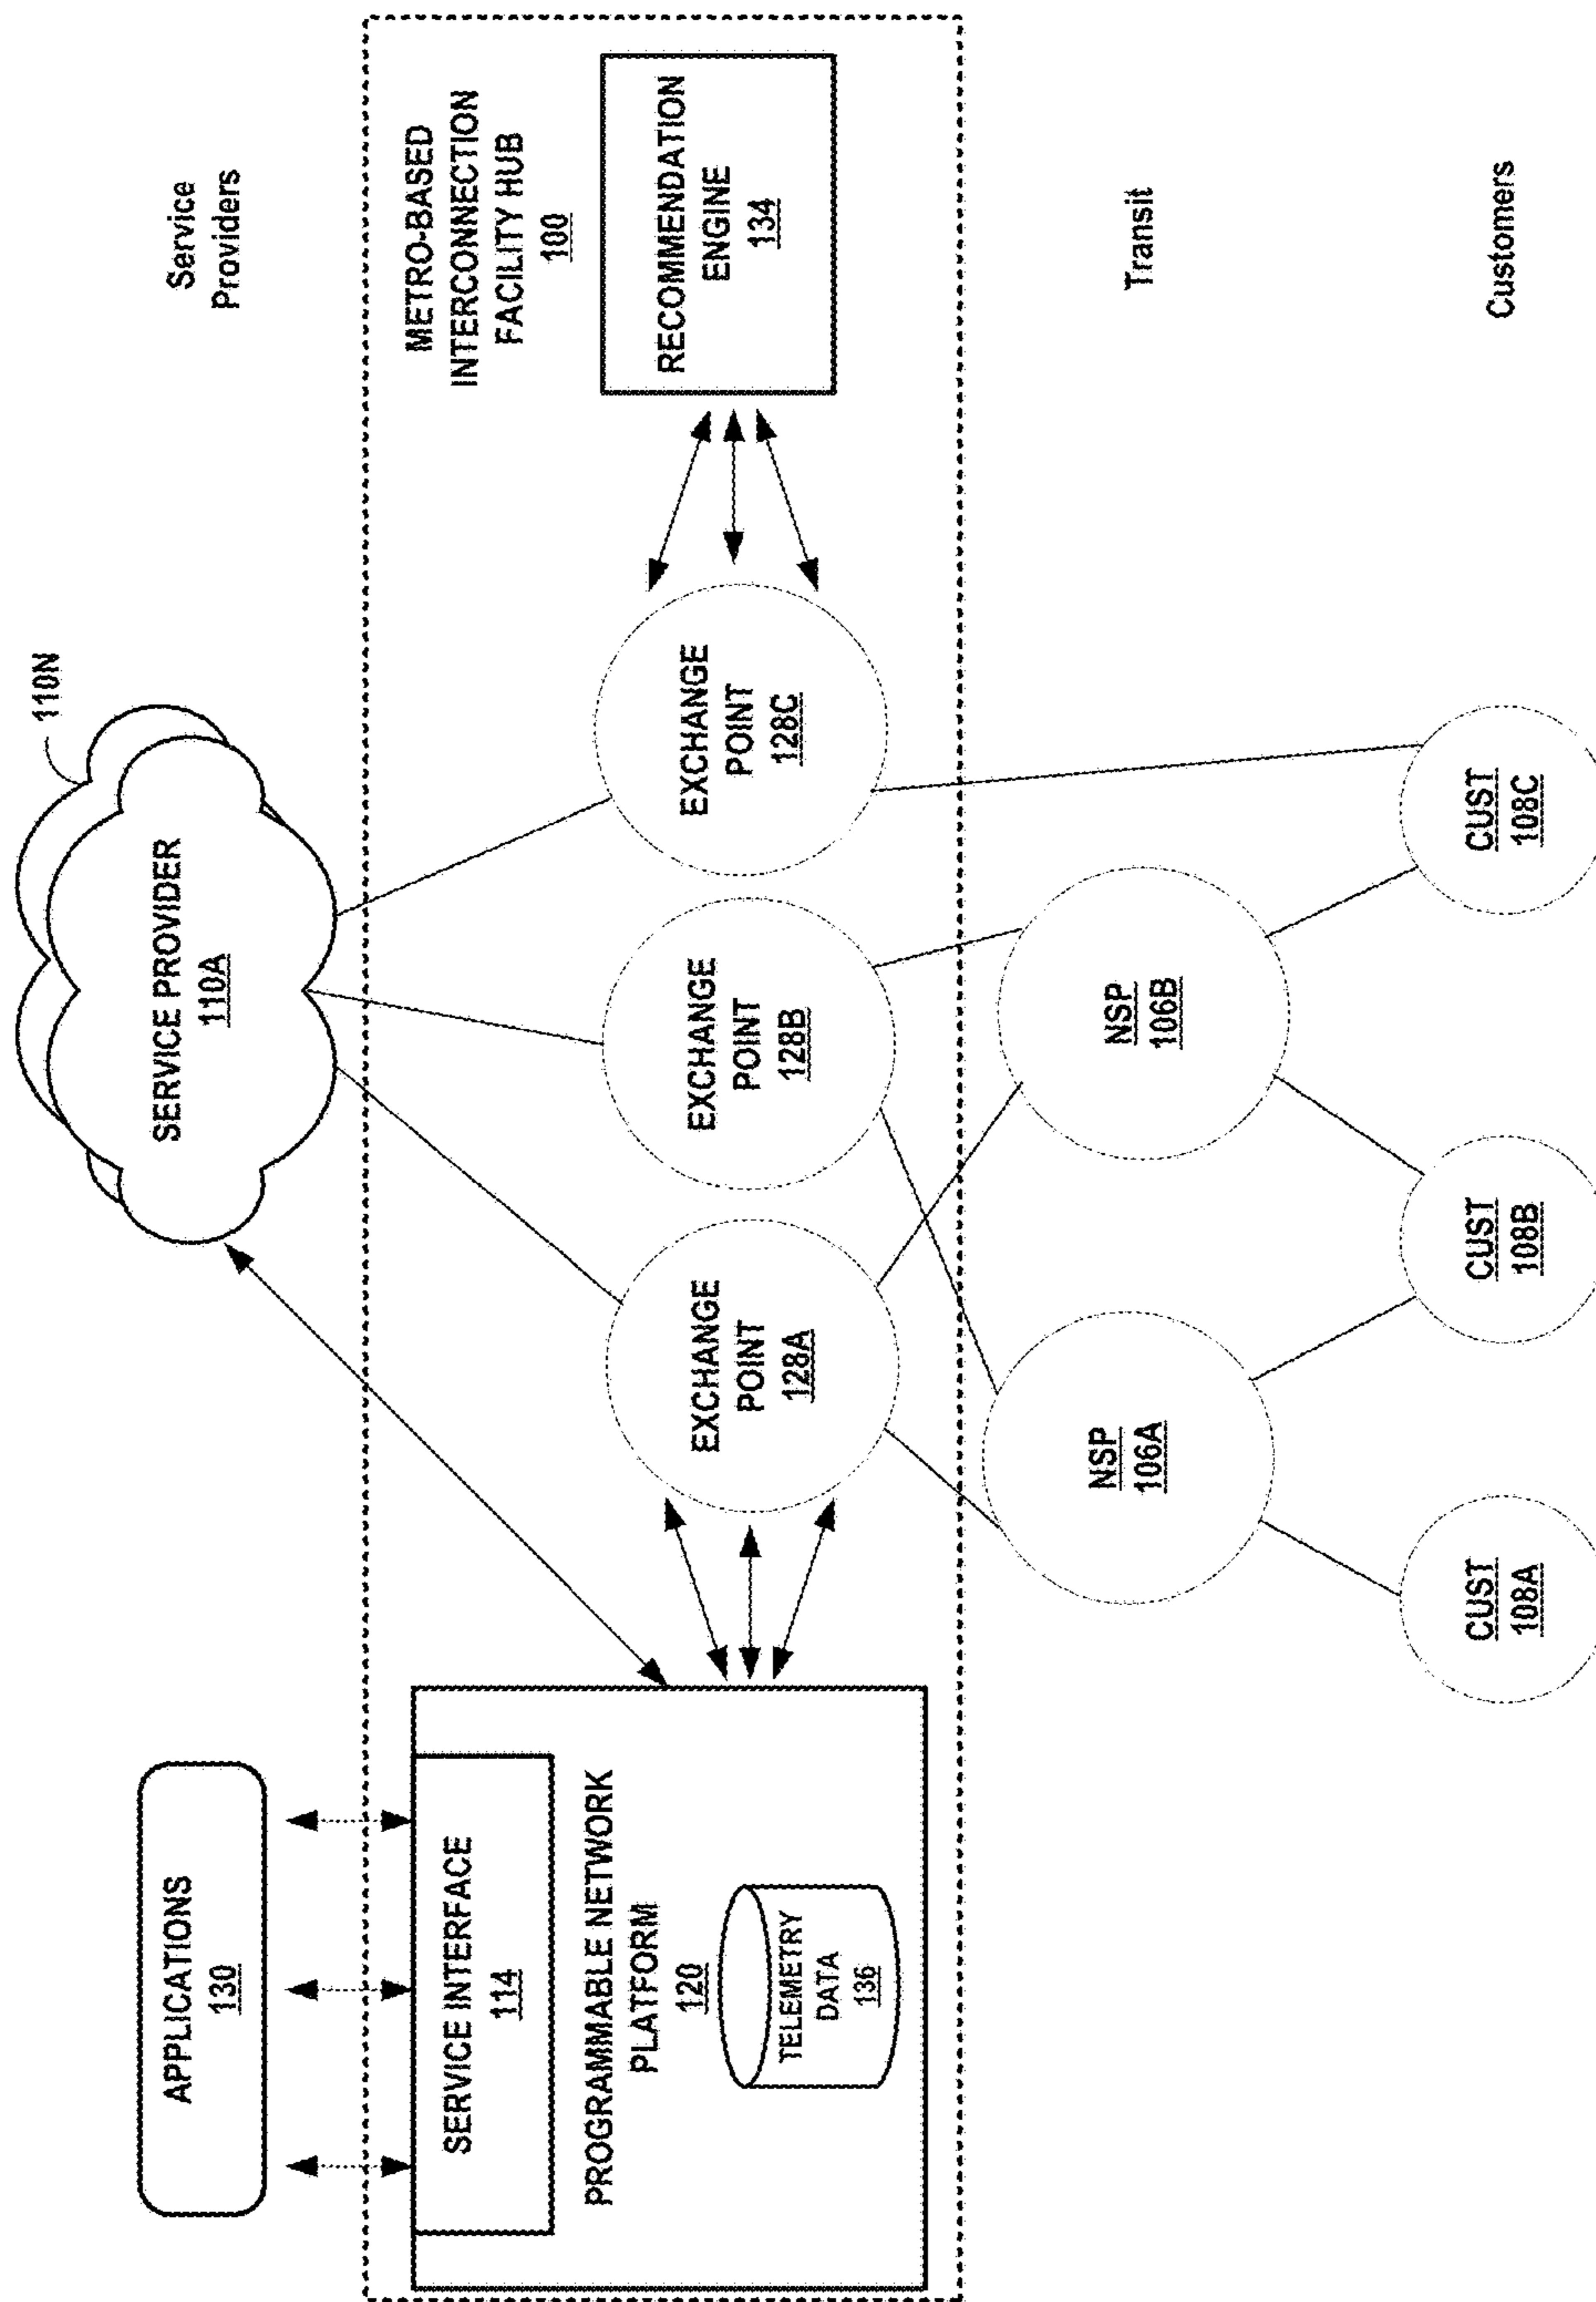 APPLICATIONS
130
SERVICE PROVIDER
110A
110N
Service
Providers
SERVICE INTERFACE
114
PROGRAMMABLE NETWORK
PLATFORM
120
TELEMETRY
DATA
136
EXCHANGE
POINT
128A
EXCHANGE
POINT
128B
EXCHANGE
POINT
128C
METRO-BASED
INTERCONNECTION
FACILITY HUB
100
RECOMMENDATION
ENGINE
134
NSP
106A
NSP
106B
Transit
CUST
108A
CUST
108B
CUST
108C
Customers